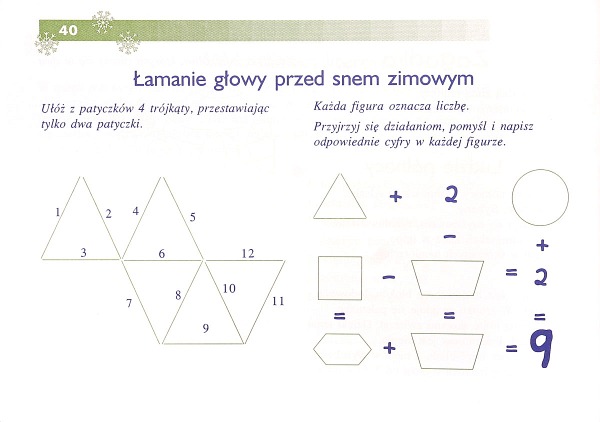 40
Łamanie głowy przed snem zimowym
Ułóż z patyczków 4 trójkąty, przestawiając
tylko dwa patyczki.
Każda figura oznacza liczbę.
Przyjrzyj się działaniom, pomyśl i napisz
odpowiednie cyfry w każdej figurze.
1 2 4 5
3 6 12
7 8 10 11
9
+ 2
- +
- = 2
= = =
+ = 9